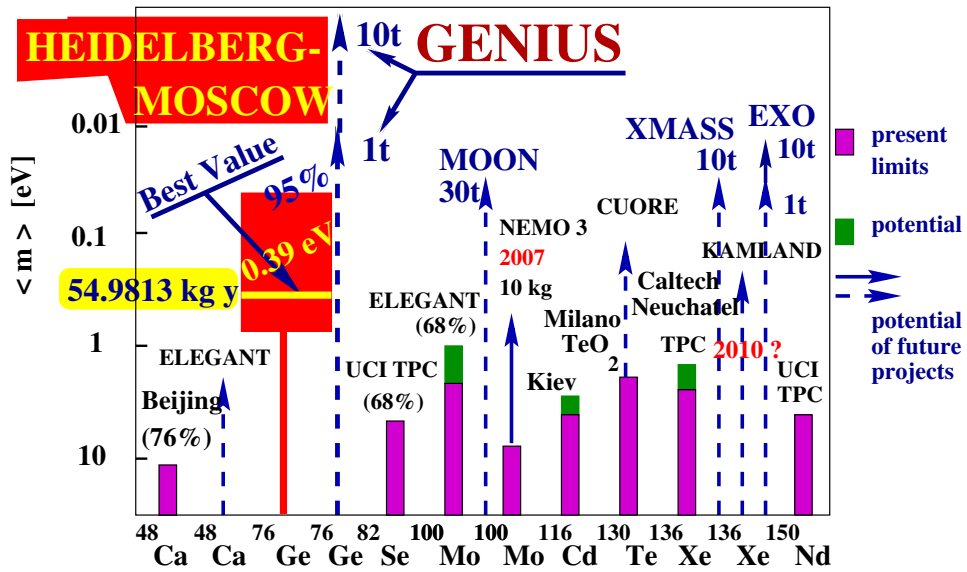 HEIDELBERG-
MOSCOW
10t
GENIUS
1t
0.01
0.1
1
10
< m > [eV]
Best Value
95%
0.39 eV
54.9813 kg y
MOON
30t
XMASS
10t
EXO
10t
1t
present
limits
potential
potential
of future
projects
NEMO 3
2007
10 kg
CUORE
KAMLAND
ELEGANT
(68%)
Milano
TeO
2
Caltech
Neuchatel
TPC
2010 ?
ELEGANT
UCI TPC
(68%)
Kiev
UCI
TPC
Beijing
(76%)
48 48 76 76 82 100 100 116 130 136 136 150
Ca Ca Ge Ge Se Mo Mo Cd Te Xe Xe Nd